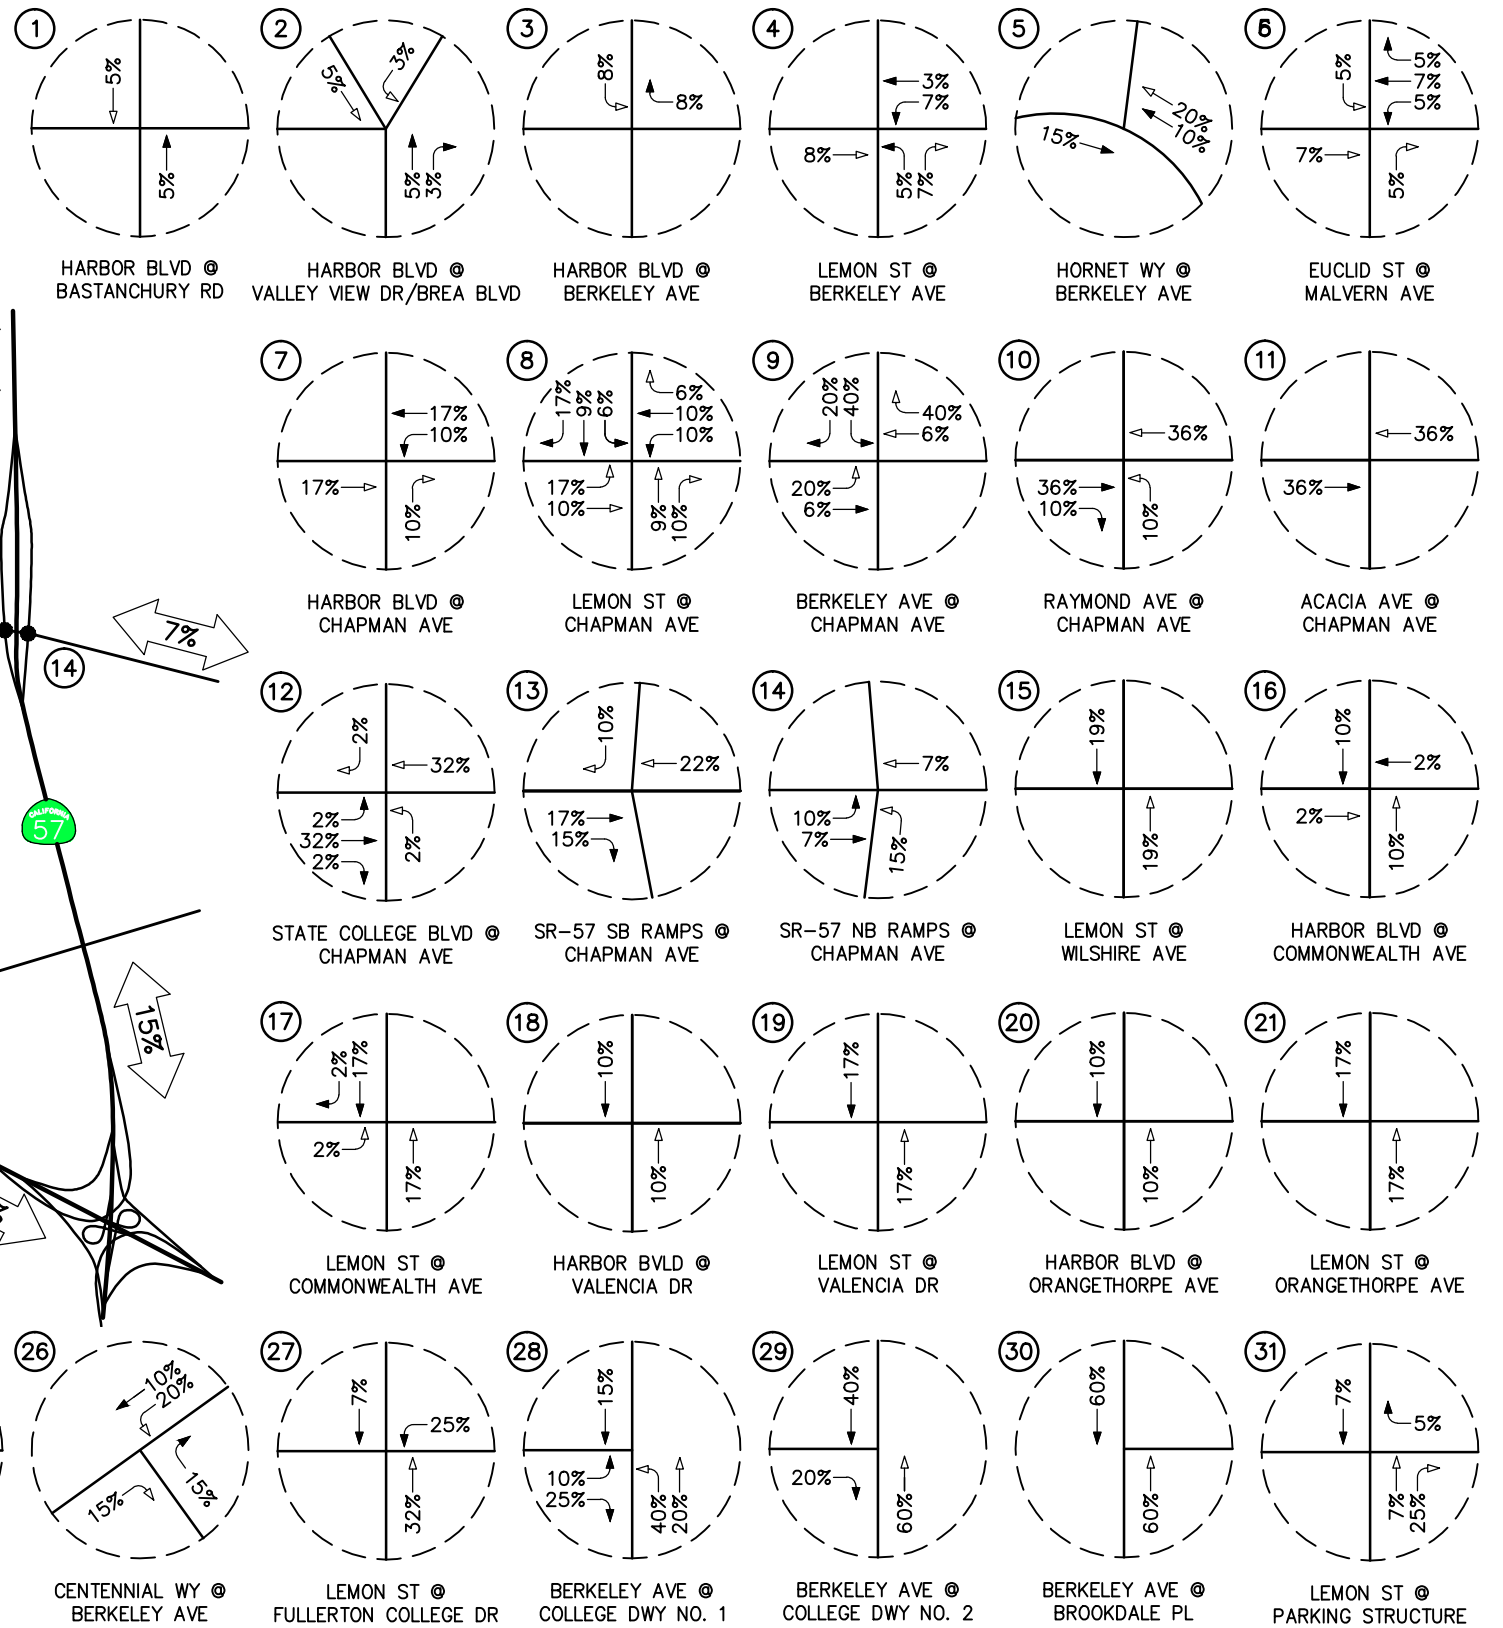 1
5%
5%
HARBOR BLVD @
BASTANCHURY RD
2
5%
3%
5%
3%
HARBOR BLVD @
VALLEY VIEW DR/BREA BLVD
3
8%
8%
HARBOR BLVD @
BERKELEY AVE
4
3%
7%
8%
5%
7%
LEMON ST @
BERKELEY AVE
5
20%
10%
15%
HORNET WY @
BERKELEY AVE
5%
5%
7%
5%
7%
5%
EUCLID ST @
MALVERN AVE
7
17%
10%
17%
10%
HARBOR BLVD @
CHAPMAN AVE
8
17%
9%
6%
6%
10%
10%
17%
10%
9%
10%
LEMON ST @
CHAPMAN AVE
9
20%
40%
40%
6%
20%
6%
BERKELEY AVE @
CHAPMAN AVE
10
36%
36%
10%
10%
RAYMOND AVE @
CHAPMAN AVE
11
36%
36%
ACACIA AVE @
CHAPMAN AVE
7%
14
12
2%
32%
2%
32%
2%
2%
STATE COLLEGE BLVD @
CHAPMAN AVE
13
10%
22%
17%
15%
SR-57 SB RAMPS @
CHAPMAN AVE
14
7%
10%
7%
15%
SR-57 NB RAMPS @
CHAPMAN AVE
15
19%
19%
LEMON ST @
WILSHIRE AVE
16
10%
2%
2%
10%
HARBOR BLVD @
COMMONWEALTH AVE
CALIFORNIA
57
15%
17
2%
17%
2%
17%
LEMON ST @
COMMONWEALTH AVE
18
10%
10%
HARBOR BVLD @
VALENCIA DR
19
17%
17%
LEMON ST @
VALENCIA DR
20
10%
10%
HARBOR BLVD @
ORANGETHORPE AVE
21
17%
17%
LEMON ST @
ORANGETHORPE AVE
26
10%
20%
15%
15%
CENTENNIAL WY @
BERKELEY AVE
27
7%
25%
32%
LEMON ST @
FULLERTON COLLEGE DR
28
15%
10%
25%
40%
20%
BERKELEY AVE @
COLLEGE DWY NO. 1
29
40%
20%
60%
BERKELEY AVE @
COLLEGE DWY NO. 2
30
60%
60%
BERKELEY AVE @
BROOKDALE PL
31
7%
5%
7%
25%
LEMON ST @
PARKING STRUCTURE